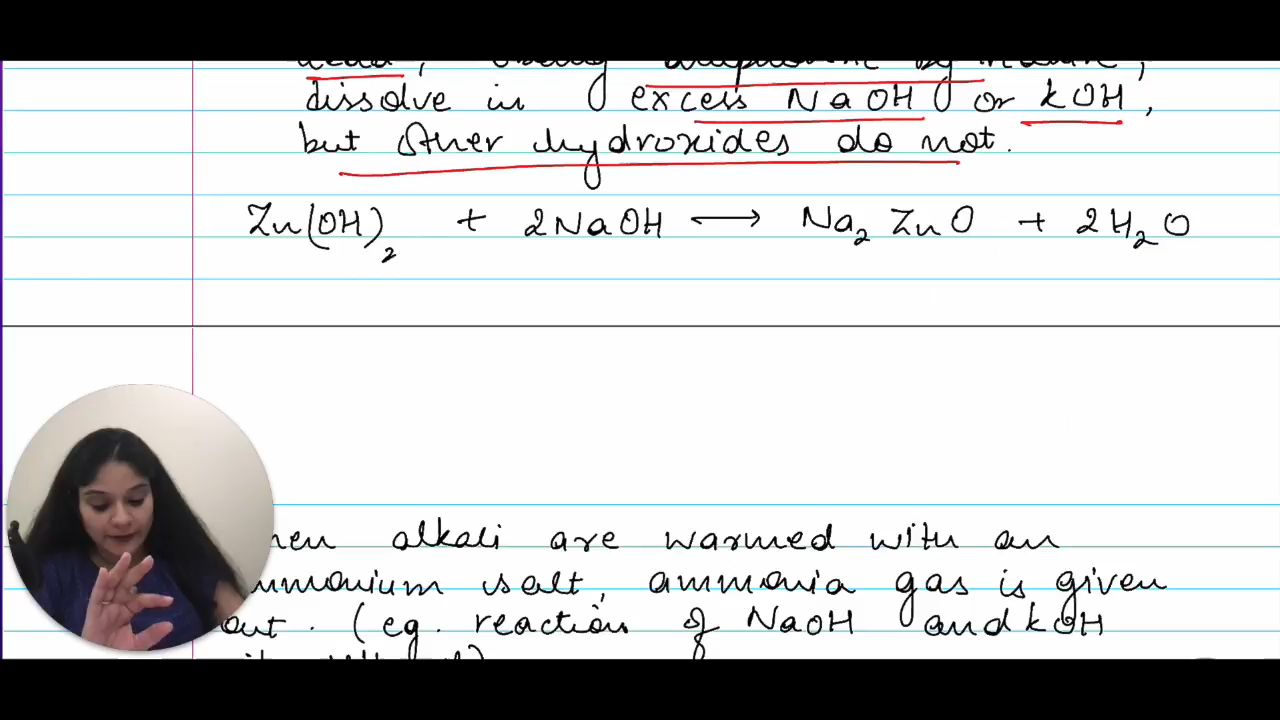 dissolve in excess NaOH or KOH,
but other hydroxides do not.
Zn(OH)₂ + 2NaOH ⟷ Na₂ZnO + 2H₂O
alkali are warmed with an
salt, ammonia gas is given
out. (eg. reaction of NaOH and KOH